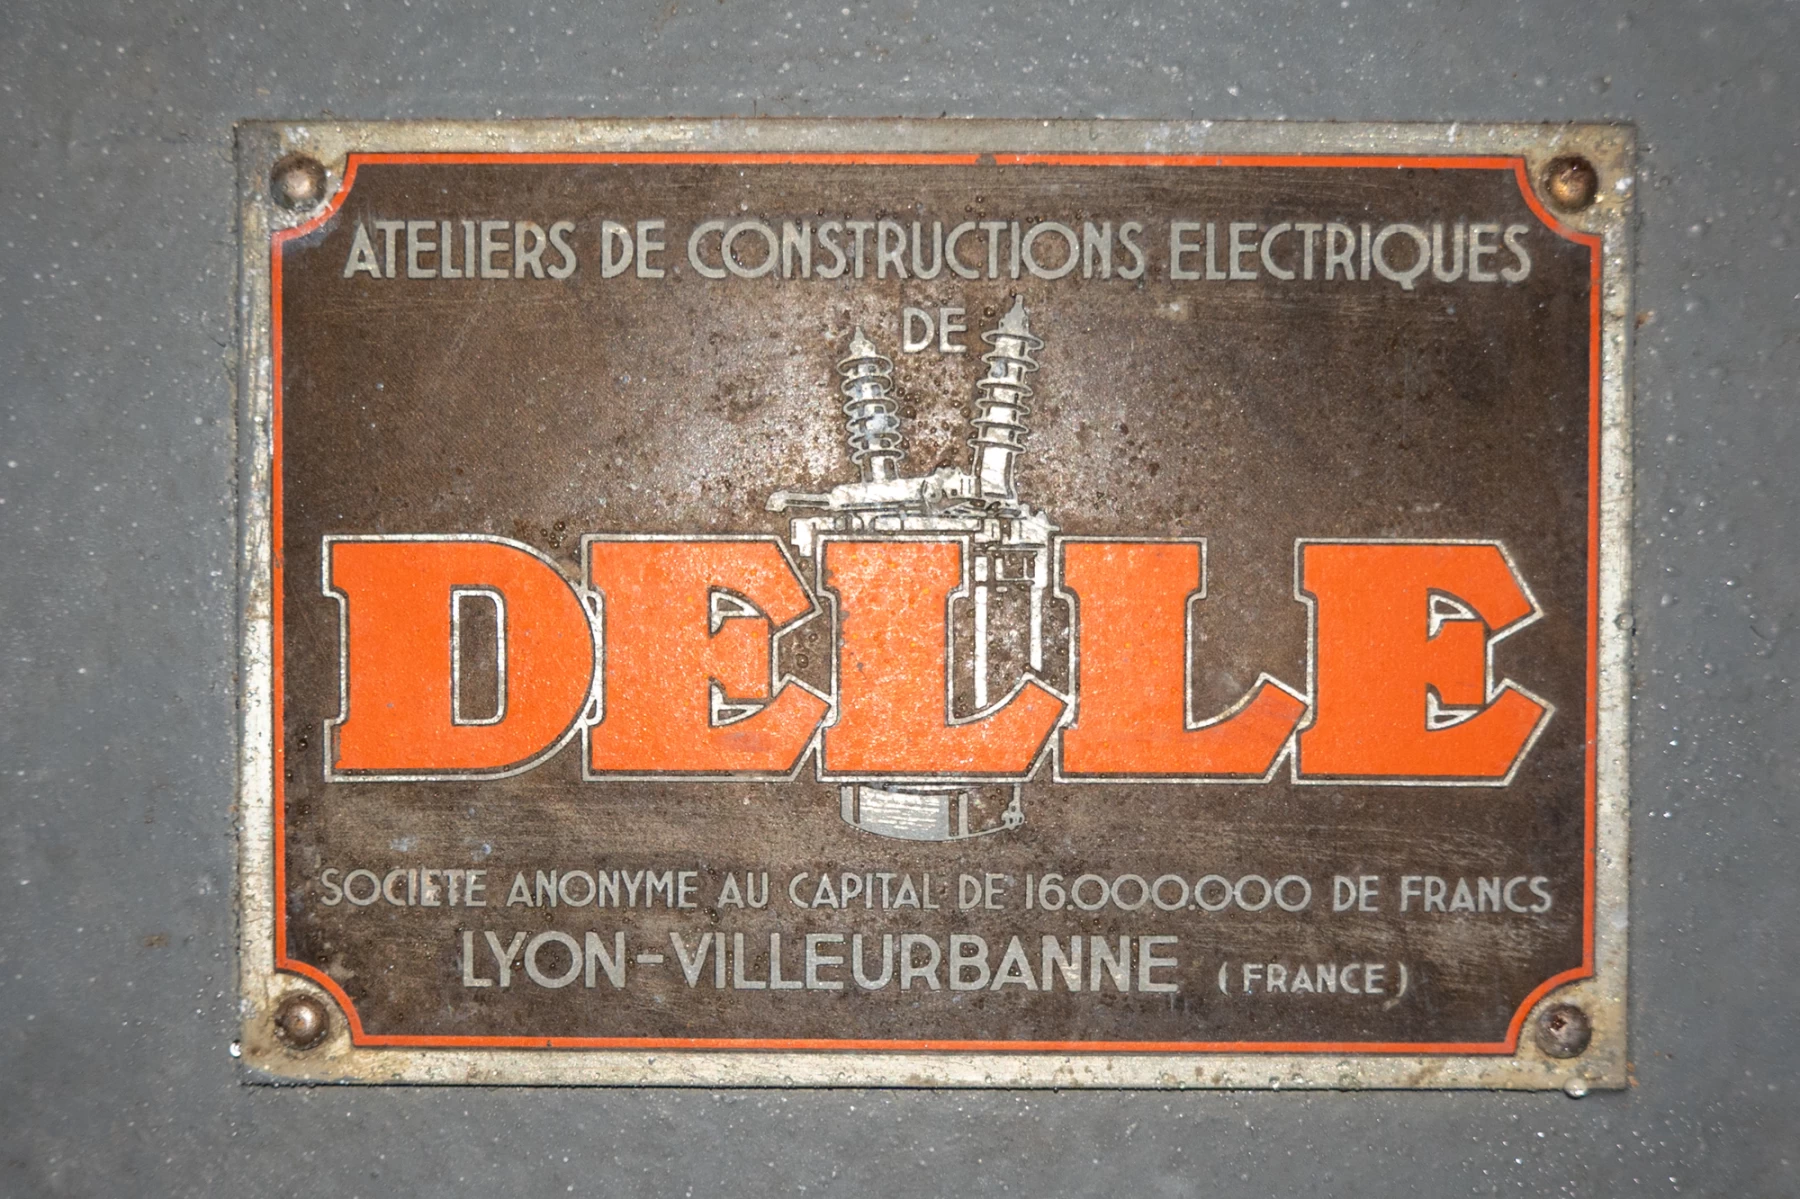 ATELIERS DE CONSTRUCTIONS ELECTRIQUES
DE
DELLE
SOCIETE ANONYME AU CAPITAL DE 16.000.000 DE FRANCS
LYON-VILLEURBANNE (FRANCE)